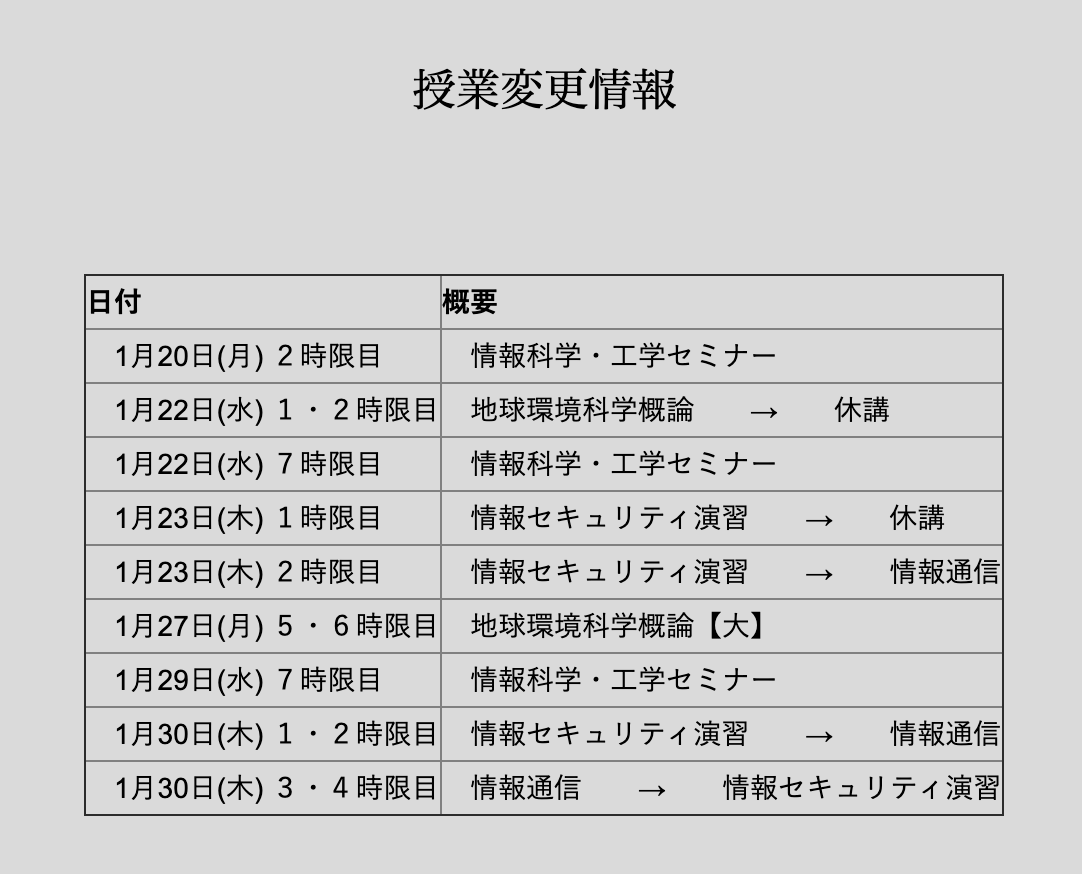 授業変更情報
日付 概要
1月20日(月) ２時限目 情報科学・工学セミナー
1月22日(水) １・２時限目 地球環境科学概論 → 休講
1月22日(水) ７時限目 情報科学・工学セミナー
1月23日(木) １時限目 情報セキュリティ演習 → 休講
1月23日(木) ２時限目 情報セキュリティ演習 → 情報通信
1月27日(月) ５・６時限目 地球環境科学概論【大】
1月29日(水) ７時限目 情報科学・工学セミナー
1月30日(木) １・２時限目 情報セキュリティ演習 → 情報通信
1月30日(木) ３・４時限目 情報通信 → 情報セキュリティ演習